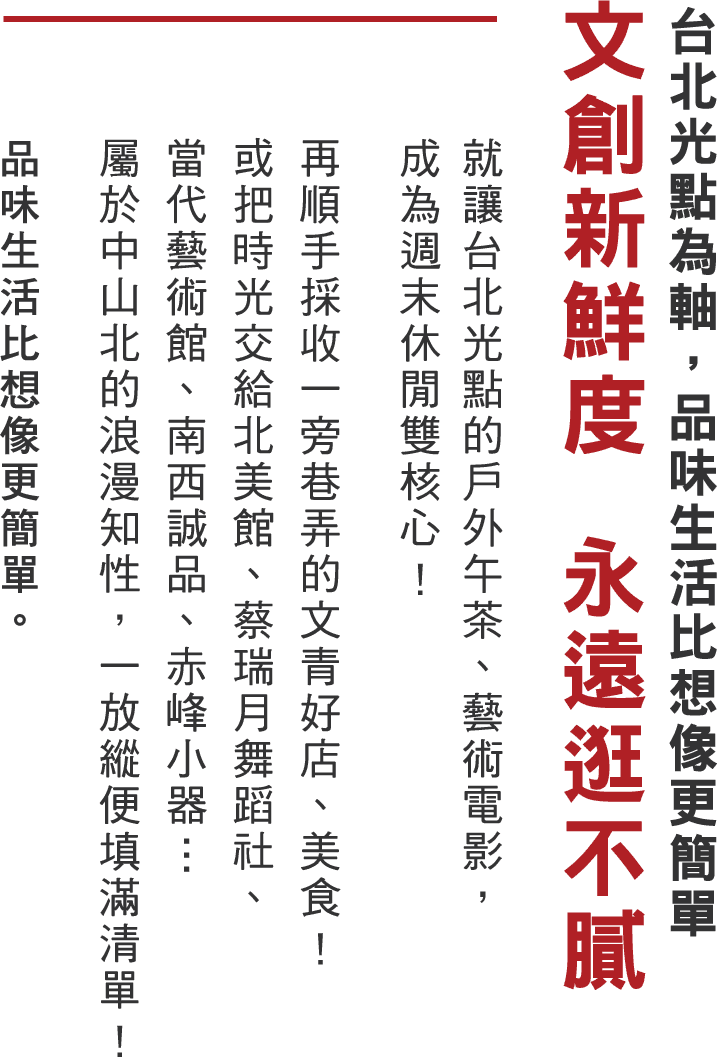 台北光點為軸，品味生活比想像更簡單
文創新鮮度　永遠逛不膩
就讓台北光點的戶外午茶、藝術電影，
成為週末休閒雙核心！
再順手採收一旁巷弄的文青好店、美食！
或把時光交給北美館、蔡瑞月舞蹈社、
當代藝術館、南西誠品、赤峰小器…
屬於中山北的浪漫知性，一放縱便填滿清單！
品味生活比想像更簡單。